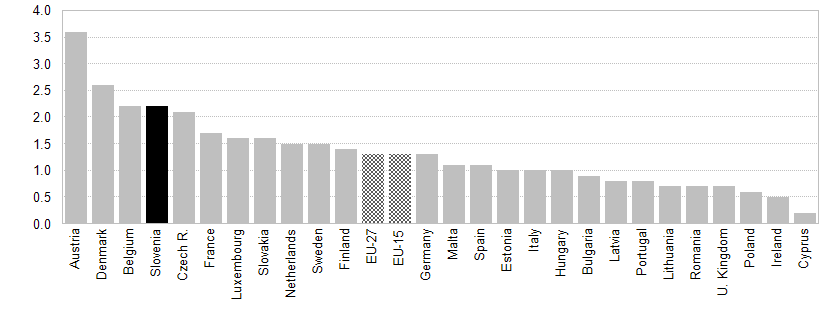 4.0
3.5
3.0
2.5
2.0
1.5
1.0
0.5
0.0
Austria
Denmark
Belgium
Slovenia
Czech R.
France
Luxembourg
Slovakia
Netherlands
Sweden
Finland
EU-27
EU-15
Germany
Malta
Spain
Estonia
Italy
Hungary
Bulgaria
Latvia
Portugal
Lithuania
Romania
U. Kingdom
Poland
Ireland
Cyprus